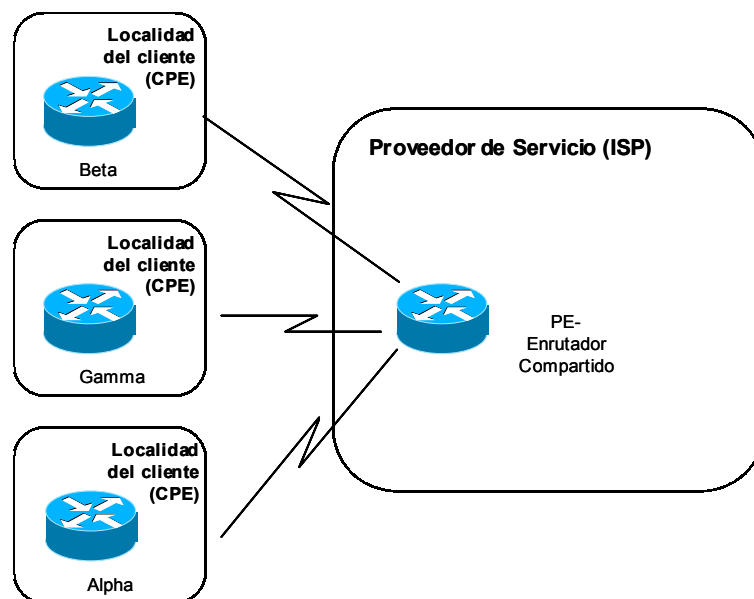 Localidad
del cliente
(CPE)
Beta
Proveedor de Servicio (ISP)
Localidad
del cliente
(CPE)
Gamma
PE-
Enrutador
Compartido
Localidad
del cliente
(CPE)
Alpha